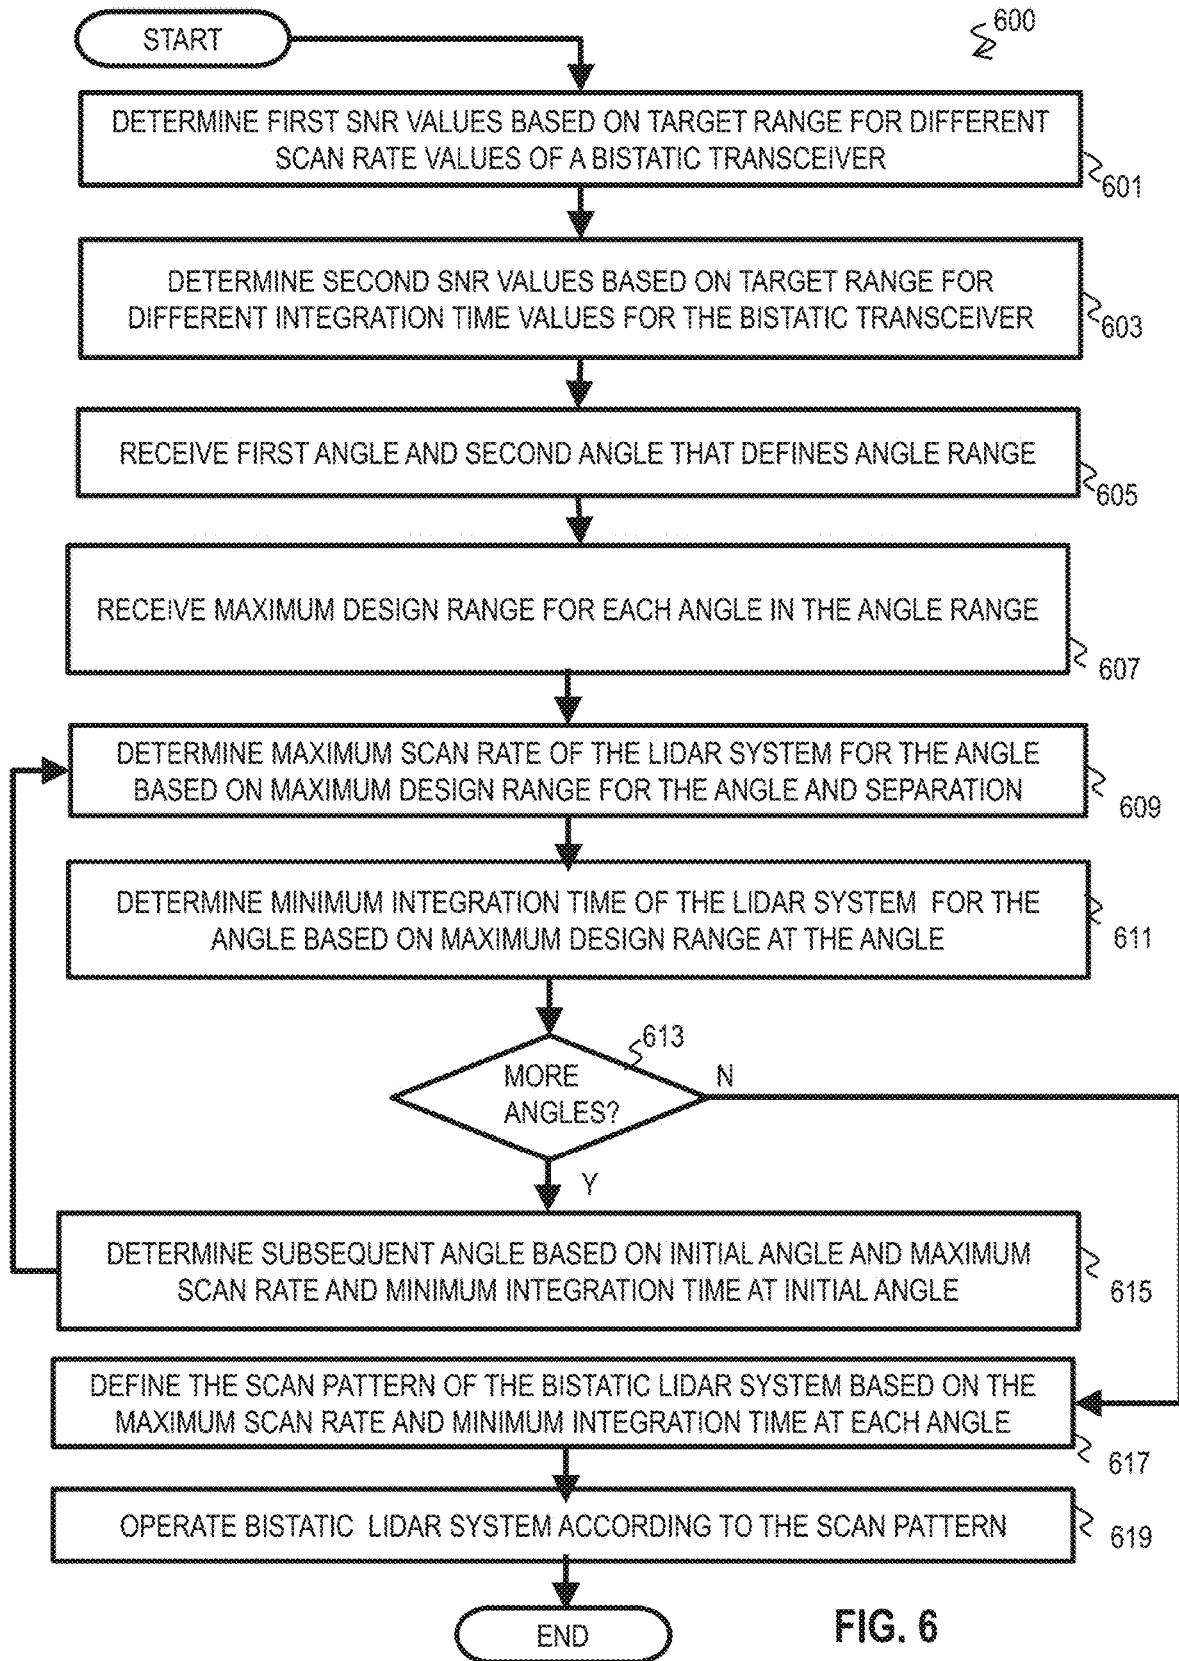 START
600
DETERMINE FIRST SNR VALUES BASED ON TARGET RANGE FOR DIFFERENT
SCAN RATE VALUES OF A BISTATIC TRANSCEIVER
601
DETERMINE SECOND SNR VALUES BASED ON TARGET RANGE FOR
DIFFERENT INTEGRATION TIME VALUES FOR THE BISTATIC TRANSCEIVER
603
RECEIVE FIRST ANGLE AND SECOND ANGLE THAT DEFINES ANGLE RANGE
605
RECEIVE MAXIMUM DESIGN RANGE FOR EACH ANGLE IN THE ANGLE RANGE
607
DETERMINE MAXIMUM SCAN RATE OF THE LIDAR SYSTEM FOR THE ANGLE
BASED ON MAXIMUM DESIGN RANGE FOR THE ANGLE AND SEPARATION
609
DETERMINE MINIMUM INTEGRATION TIME OF THE LIDAR SYSTEM FOR THE
ANGLE BASED ON MAXIMUM DESIGN RANGE AT THE ANGLE
611
613
MORE
ANGLES?
N
Y
DETERMINE SUBSEQUENT ANGLE BASED ON INITIAL ANGLE AND MAXIMUM
SCAN RATE AND MINIMUM INTEGRATION TIME AT INITIAL ANGLE
615
DEFINE THE SCAN PATTERN OF THE BISTATIC LIDAR SYSTEM BASED ON THE
MAXIMUM SCAN RATE AND MINIMUM INTEGRATION TIME AT EACH ANGLE
617
OPERATE BISTATIC LIDAR SYSTEM ACCORDING TO THE SCAN PATTERN
619
END
FIG. 6